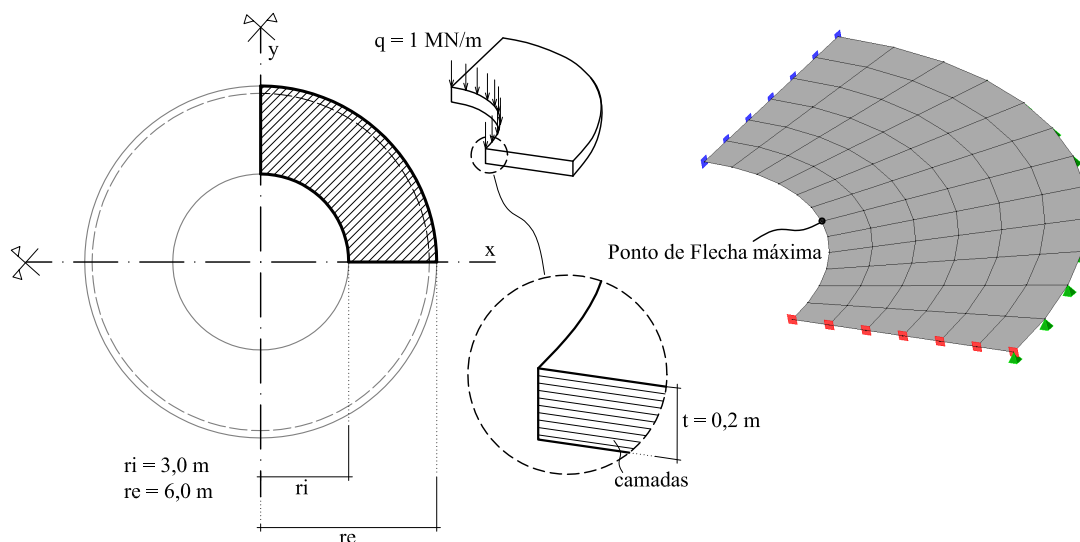 y
q = 1 MN/m
x
Ponto de Flecha máxima
t = 0,2 m
camadas
ri = 3,0 m
re = 6,0 m
ri
re